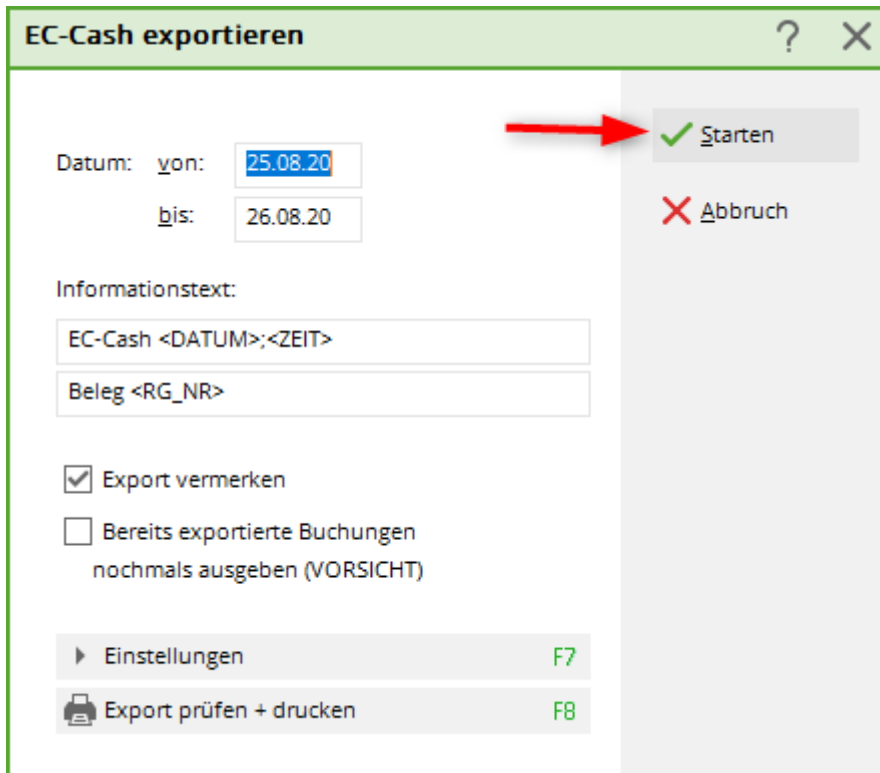 EC-Cash exportieren
Datum: von: 25.08.20
bis: 26.08.20
Informationstext:
EC-Cash <DATUM>;<ZEIT>
Beleg <RG_NR>
Export vermerken
Bereits exportierte Buchungen
nochmals ausgeben (VORSICHT)
Einstellungen F7
Export prüfen + drucken F8
Starten
Abbruch